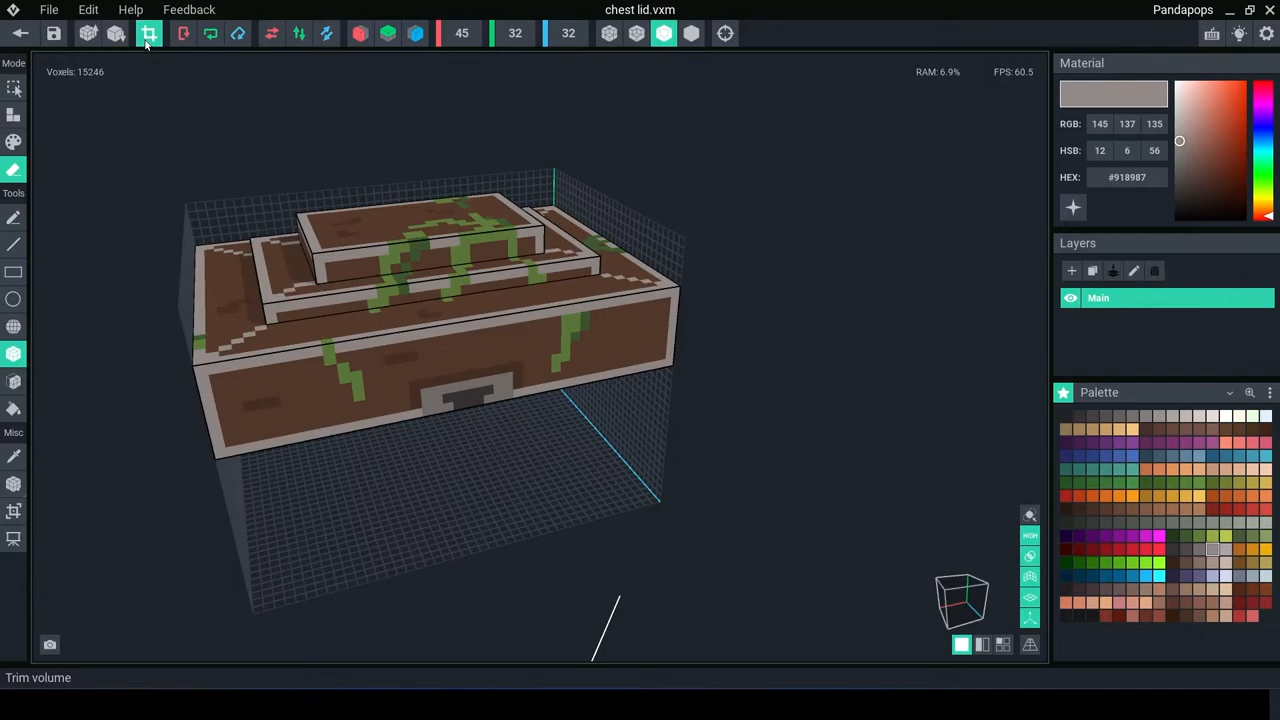 File Edit Help Feedback chest lid.vxm Pandapops
45 32 32
Mode
Voxels: 15246 RAM: 6.9% FPS: 60.5
Material
RGB: 145 137 135
HSB: 12 6 56
HEX: #918987
Tools
Layers
Main
Palette
Misc
HIGH
Trim volume